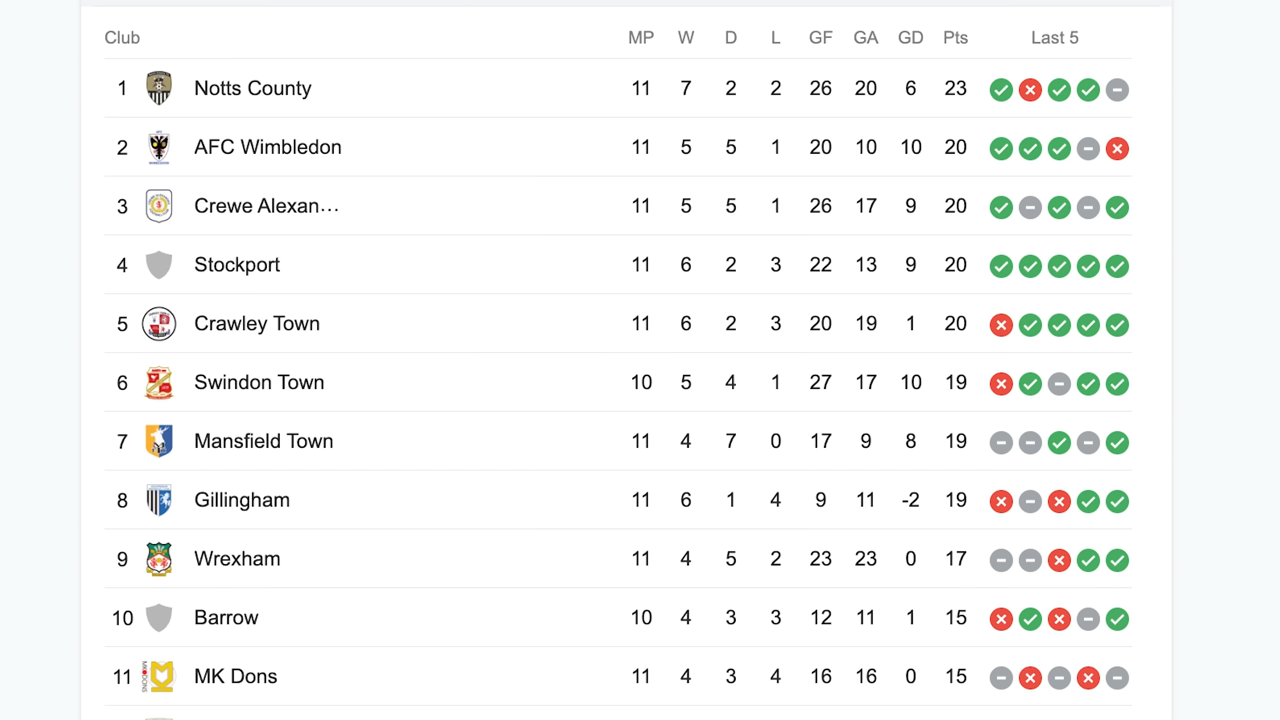 Club MP W D L GF GA GD Pts Last 5
1 Notts County 11 7 2 2 26 20 6 23
2 AFC Wimbledon 11 5 5 1 20 10 10 20
3 Crewe Alexan... 11 5 5 1 26 17 9 20
4 Stockport 11 6 2 3 22 13 9 20
5 Crawley Town 11 6 2 3 20 19 1 20
6 Swindon Town 10 5 4 1 27 17 10 19
7 Mansfield Town 11 4 7 0 17 9 8 19
8 Gillingham 11 6 1 4 9 11 -2 19
9 Wrexham 11 4 5 2 23 23 0 17
10 Barrow 10 4 3 3 12 11 1 15
11 MK Dons 11 4 3 4 16 16 0 15